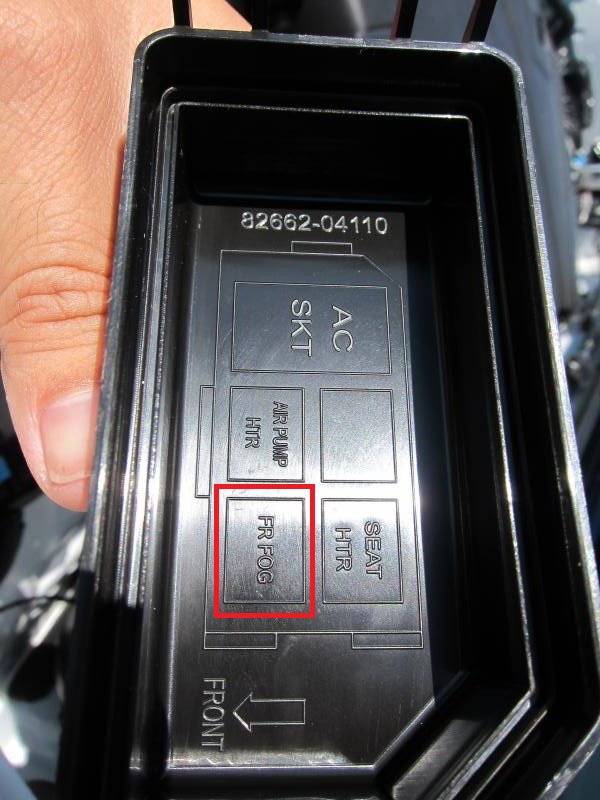 82662-04110
AC
SKT
AIR PUMP
HTR
FR FOG
SEAT
HTR
FRONT